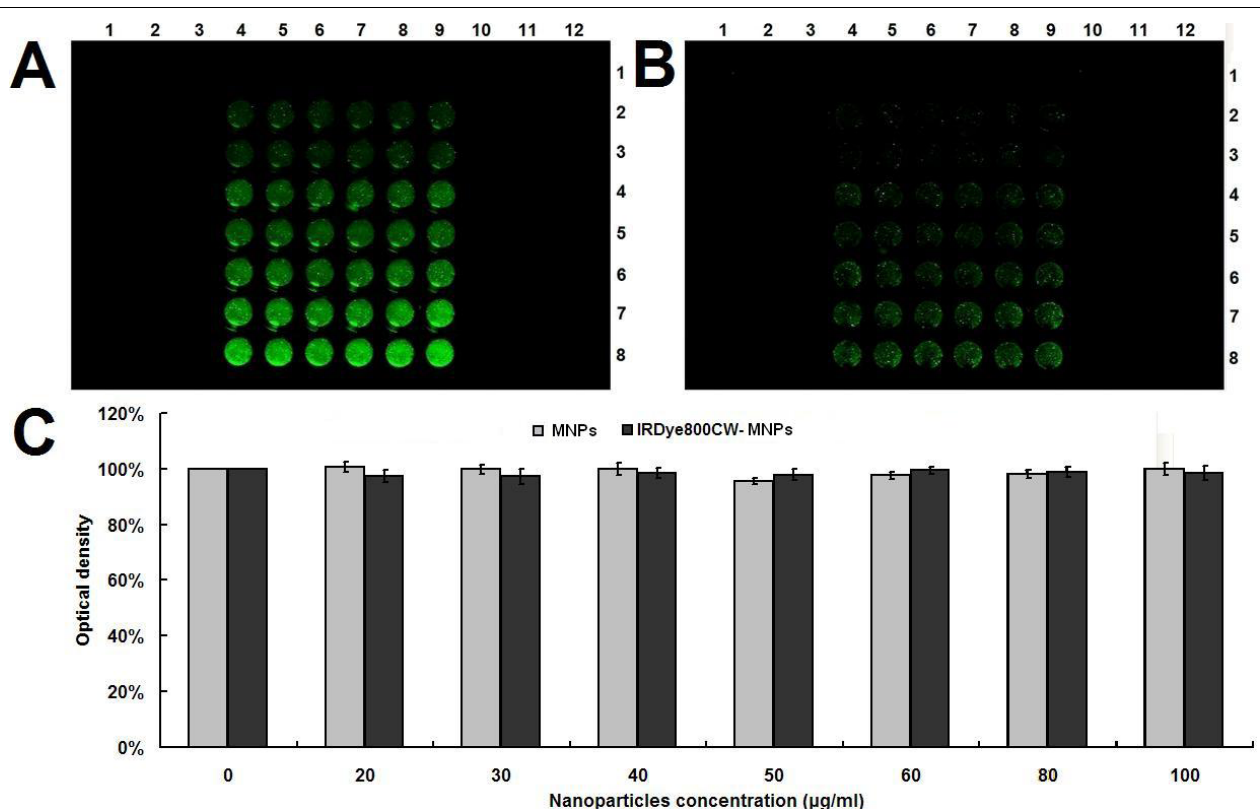 A
1 2 3 4 5 6 7 8 9 10 11 12
1
2
3
4
5
6
7
8
B
1 2 3 4 5 6 7 8 9 10 11 12
1
2
3
4
5
6
7
8
C
120%
100%
80%
60%
40%
20%
0%
Optical density
MNPs IRDye800CW- MNPs
0 20 30 40 50 60 80 100
Nanoparticles concentration (µg/ml)